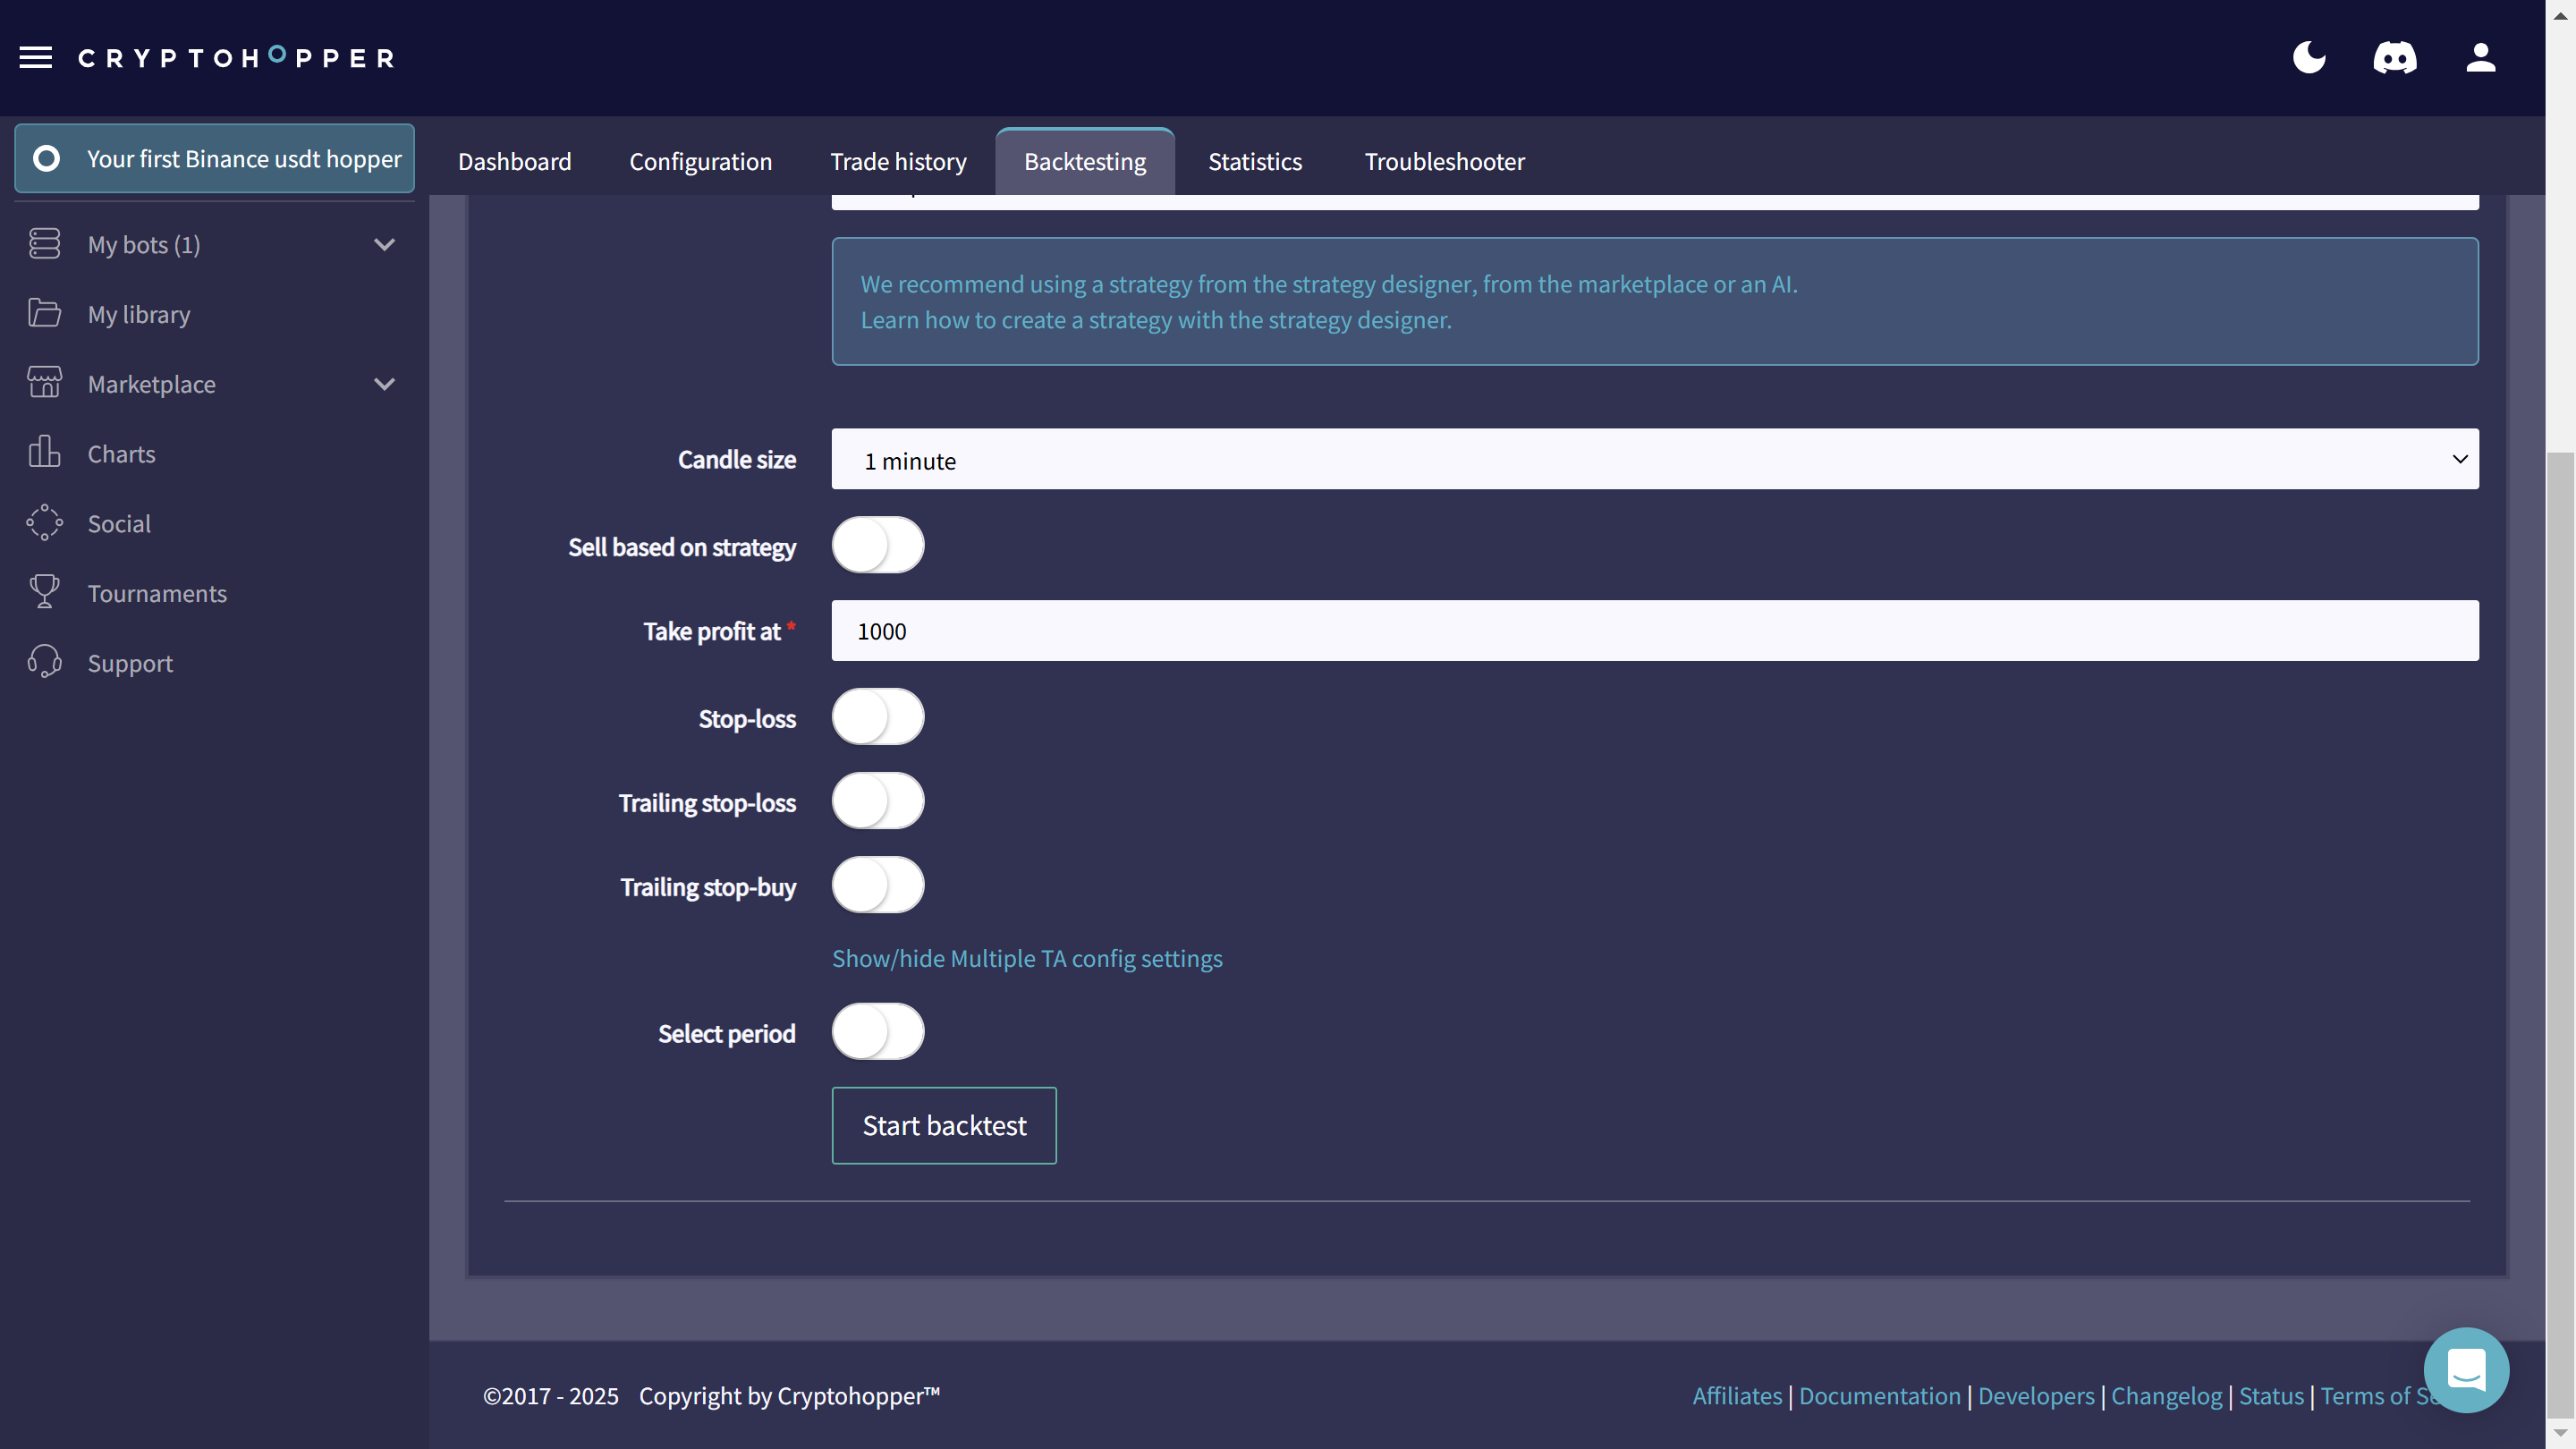 CRYPTOHOPPER
Your first Binance usdt hopper
Dashboard
Configuration
Trade history
Backtesting
Statistics
Troubleshooter
My bots (1)
My library
Marketplace
Charts
Social
Tournaments
Support
We recommend using a strategy from the strategy designer, from the marketplace or an AI.
Learn how to create a strategy with the strategy designer.
Candle size
1 minute
Sell based on strategy
Take profit at *
1000
Stop-loss
Trailing stop-loss
Trailing stop-buy
Show/hide Multiple TA config settings
Select period
Start backtest
©2017 - 2025 Copyright by Cryptohopper™
Affiliates | Documentation | Developers | Changelog | Status | Terms of